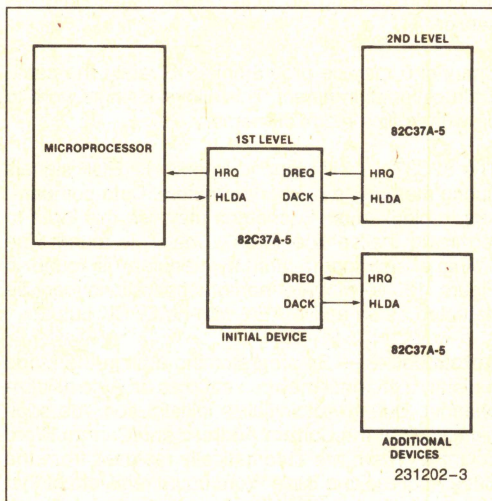 2ND LEVEL
82C37A-5
MICROPROCESSOR
1ST LEVEL
HRQ DREQ HRQ
HLDA DACK HLDA
82C37A-5
DREQ HRQ
DACK HLDA
82C37A-5
INITIAL DEVICE
ADDITIONAL
DEVICES
231202-3